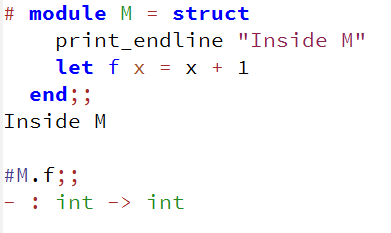 # module M = struct
    print_endline "Inside M"
    let f x = x + 1
  end;;
Inside M
#M.f;;
- : int -> int